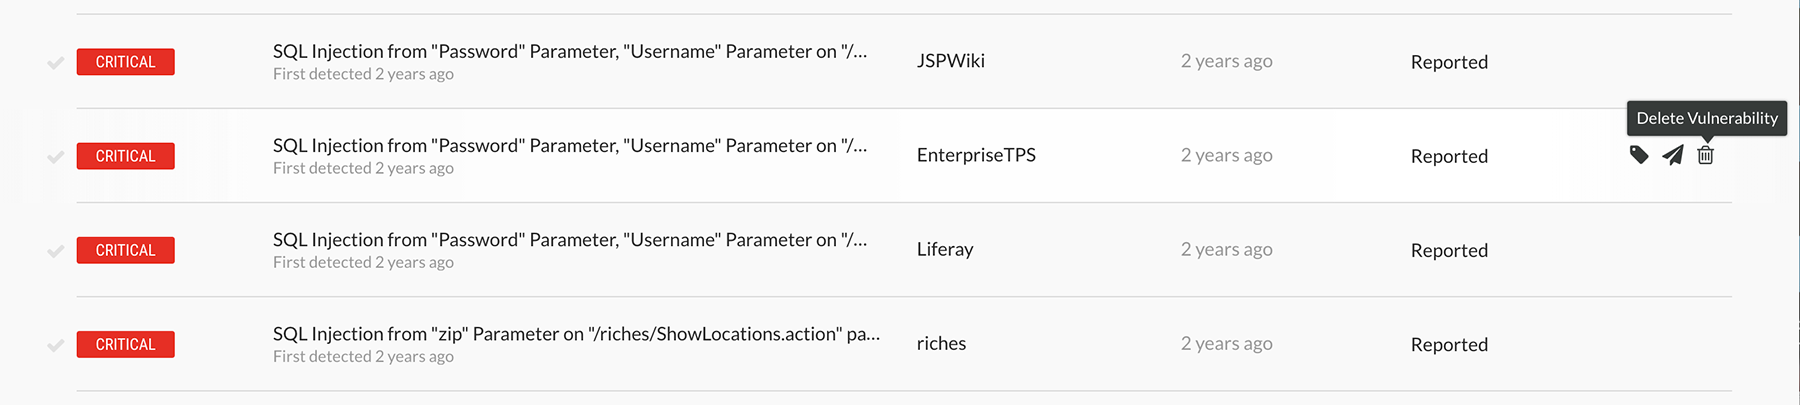 CRITICAL SQL Injection from "Password" Parameter, "Username" Parameter on "/... JSPWiki 2 years ago Reported
First detected 2 years ago
Delete Vulnerability
CRITICAL SQL Injection from "Password" Parameter, "Username" Parameter on "/... EnterpriseTPS 2 years ago Reported
First detected 2 years ago
CRITICAL SQL Injection from "Password" Parameter, "Username" Parameter on "/... Liferay 2 years ago Reported
First detected 2 years ago
CRITICAL SQL Injection from "zip" Parameter on "/riches/ShowLocations.action" pa... riches 2 years ago Reported
First detected 2 years ago